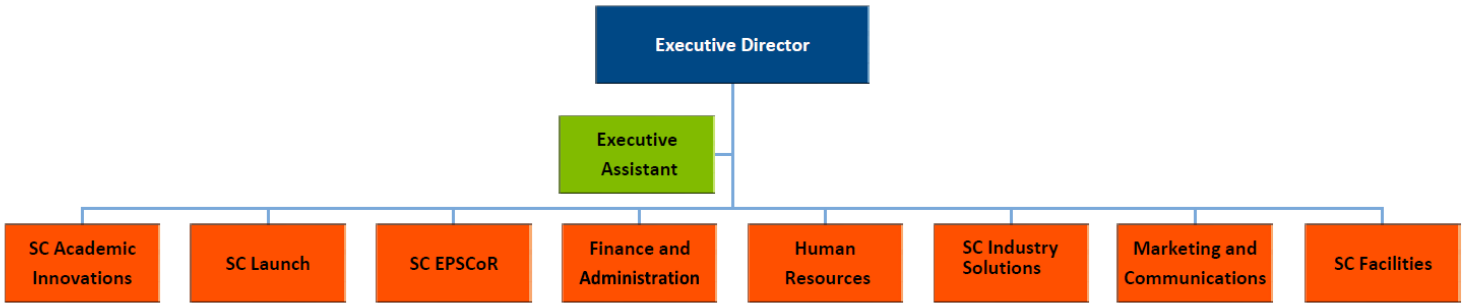 Executive Director
Executive
Assistant
SC Academic
Innovations
SC Launch
SC EPSCoR
Finance and
Administration
Human
Resources
SC Industry
Solutions
Marketing and
Communications
SC Facilities